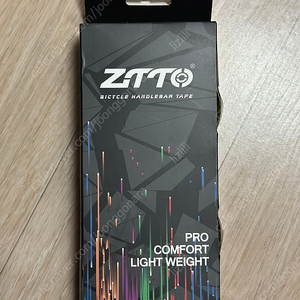 ZTTO
BICYCLE HANDLEBAR TAPE
PRO
COMFORT
LIGHT WEIGHT